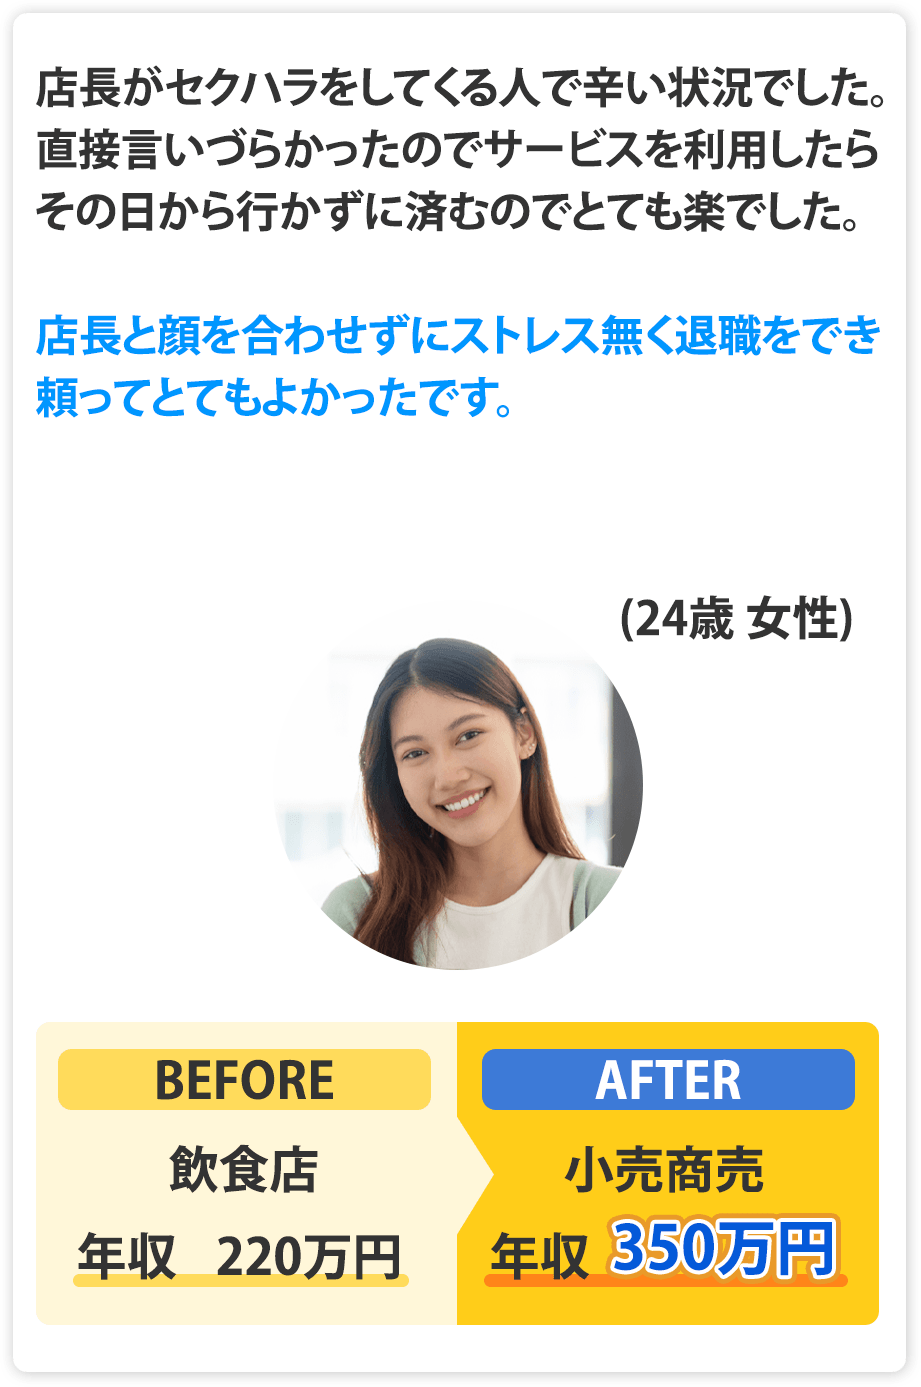 店長がセクハラをしてくる人で辛い状況でした。
直接言いづらかったのでサービスを利用したら
その日から行かずに済むのでとても楽でした。
店長と顔を合わせずにストレス無く退職をでき
頼ってとてもよかったです。
(24歳 女性)
BEFORE
飲食店
年収 220万円
AFTER
小売商売
年収 350万円